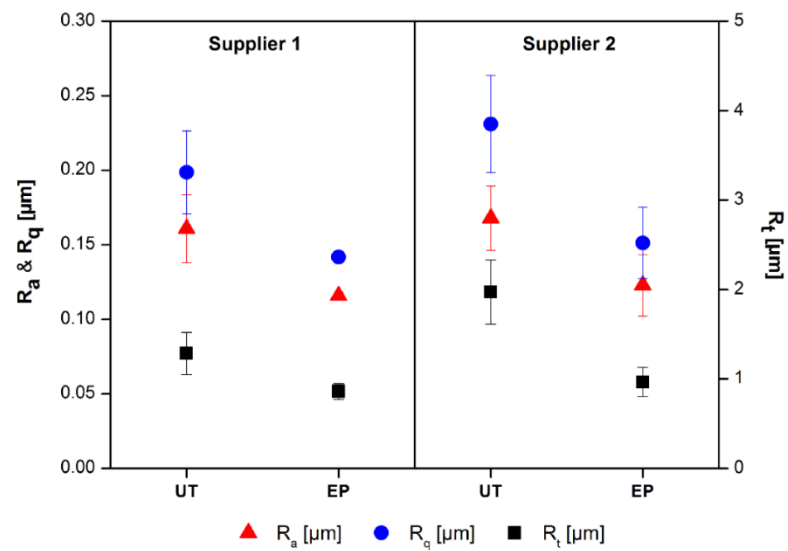 Supplier 1
Supplier 2
0.30
0.25
0.20
0.15
0.10
0.05
0.00
Ra & Rq [µm]
5
4
3
2
1
0
Rt [µm]
UT
EP
UT
EP
Ra [µm]
Rq [µm]
Rt [µm]